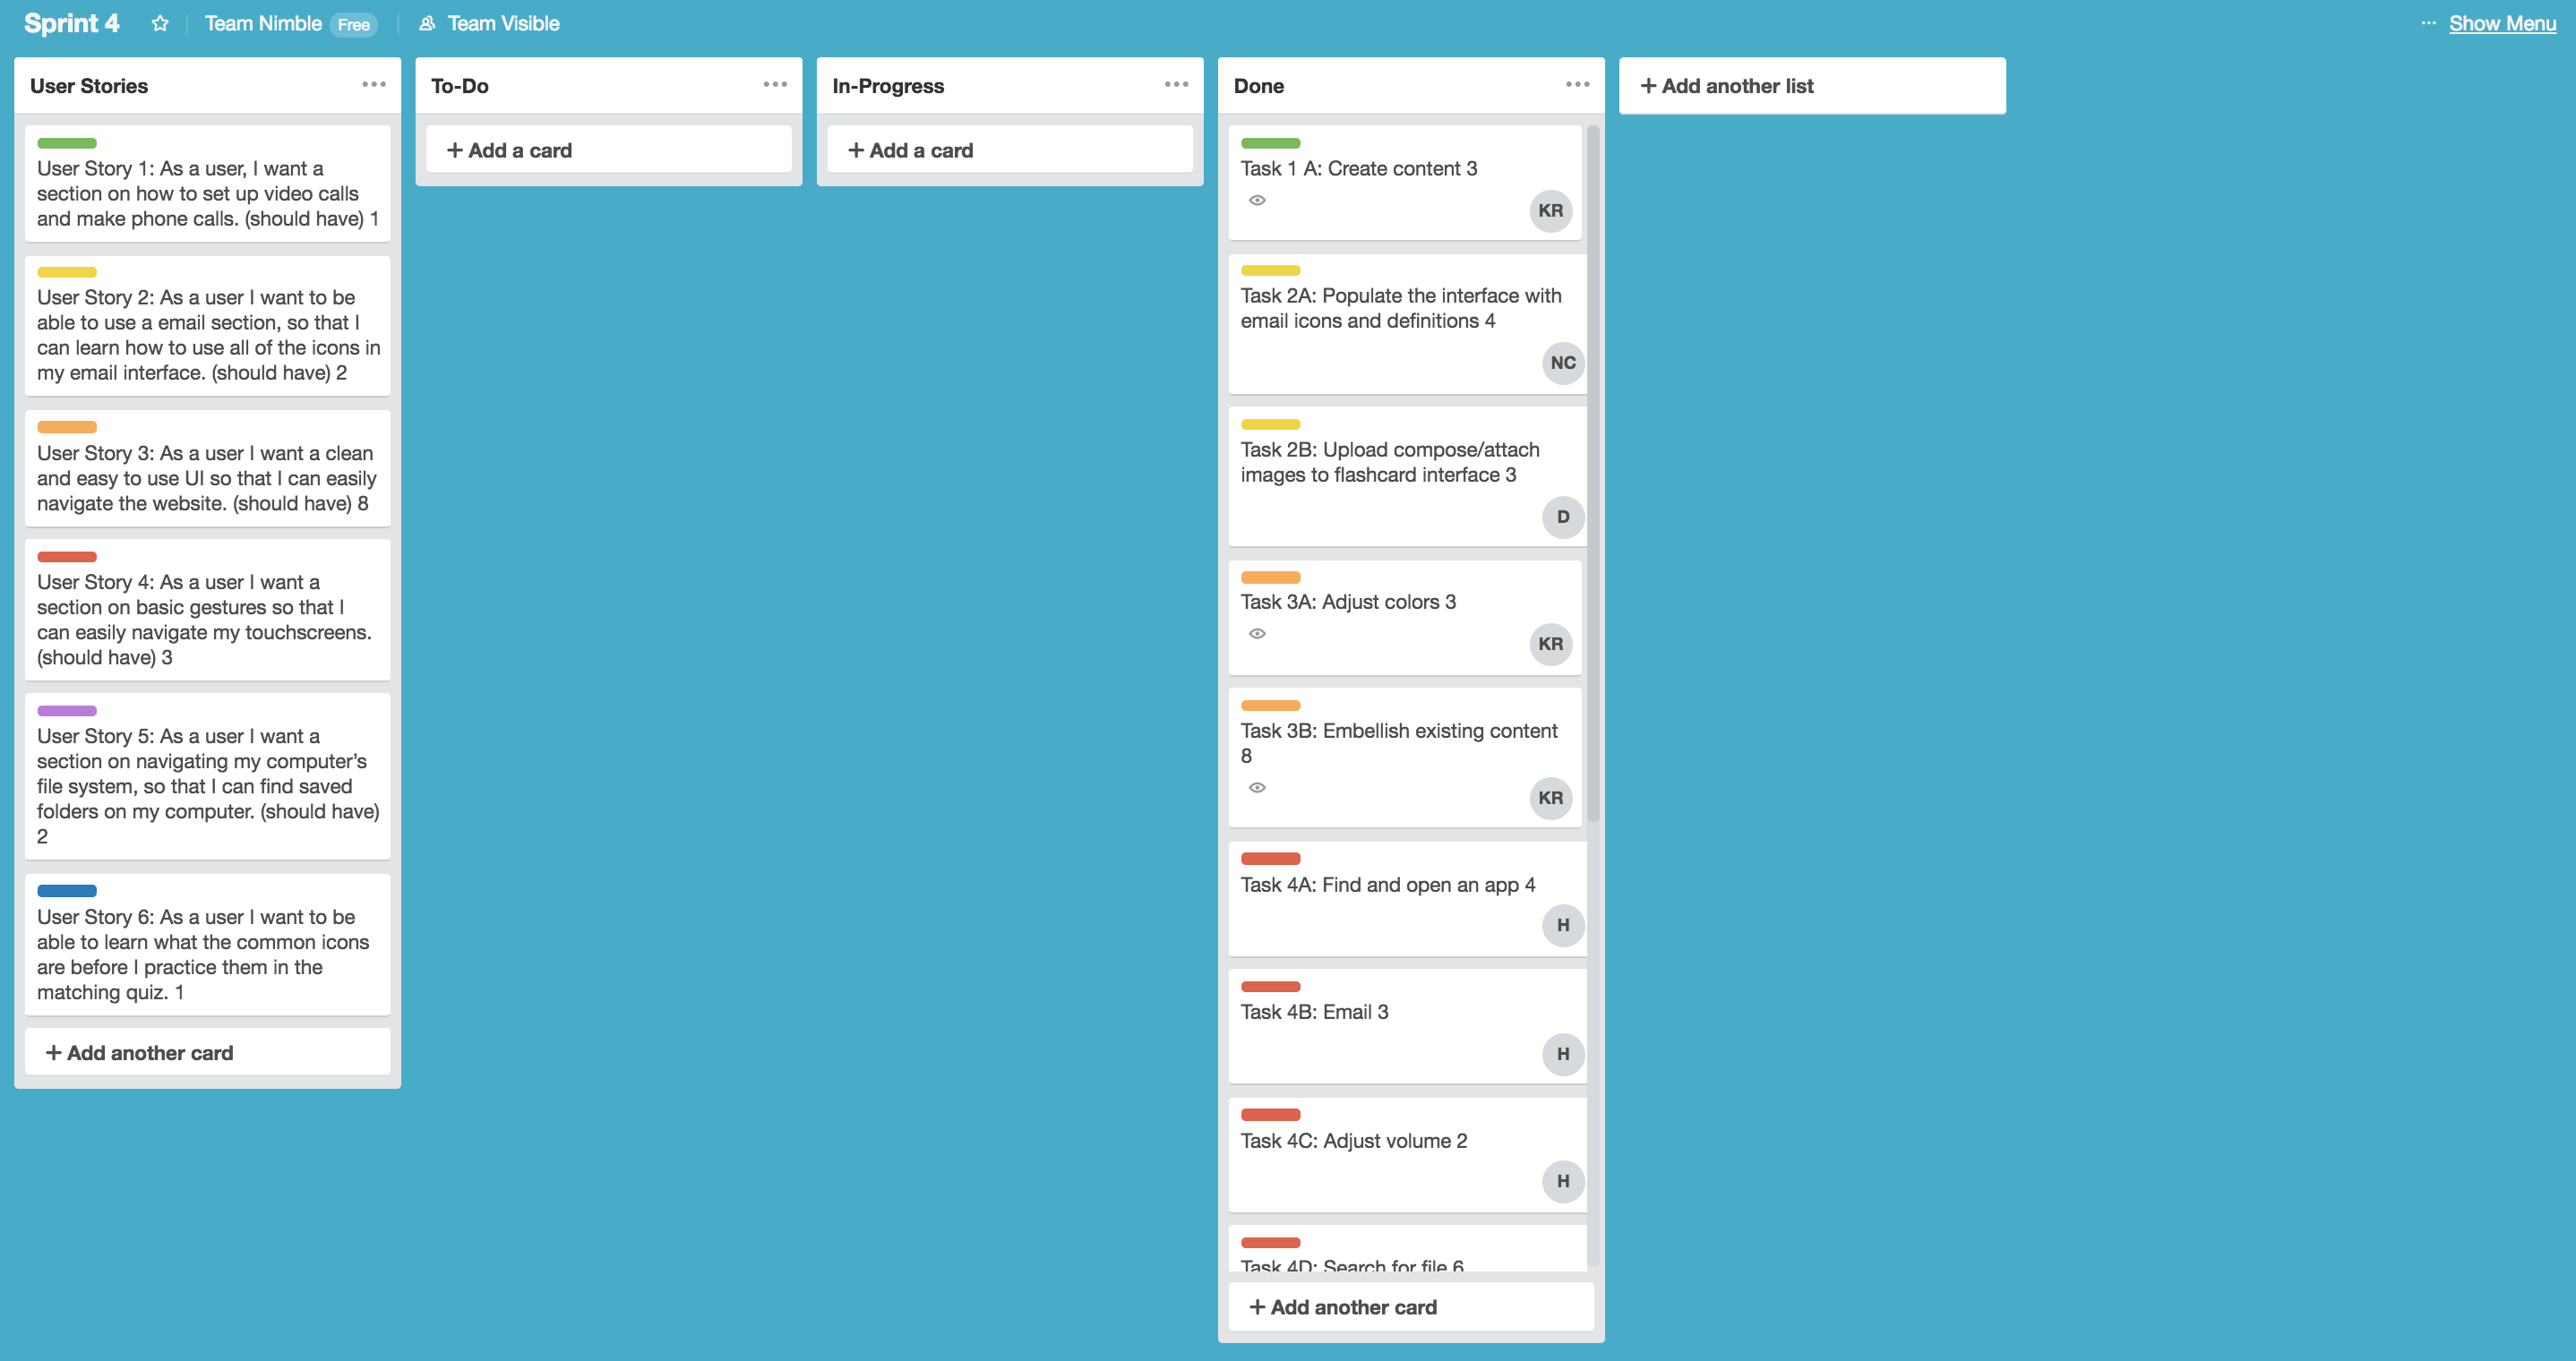 Sprint 4
Team Nimble Free
Team Visible
... Show Menu
User Stories
User Story 1: As a user, I want a
section on how to set up video calls
and make phone calls. (should have) 1
User Story 2: As a user I want to be
able to use a email section, so that I
can learn how to use all of the icons in
my email interface. (should have) 2
User Story 3: As a user I want a clean
and easy to use UI so that I can easily
navigate the website. (should have) 8
User Story 4: As a user I want a
section on basic gestures so that I
can easily navigate my touchscreens.
(should have) 3
User Story 5: As a user I want a
section on navigating my computer’s
file system, so that I can find saved
folders on my computer. (should have)
2
User Story 6: As a user I want to be
able to learn what the common icons
are before I practice them in the
matching quiz. 1
+ Add another card
To-Do
+ Add a card
In-Progress
+ Add a card
Done
Task 1 A: Create content 3
KR
Task 2A: Populate the interface with
email icons and definitions 4
NC
Task 2B: Upload compose/attach
images to flashcard interface 3
D
Task 3A: Adjust colors 3
KR
Task 3B: Embellish existing content
8
KR
Task 4A: Find and open an app 4
H
Task 4B: Email 3
H
Task 4C: Adjust volume 2
H
Task 4D: Search for file 6
+ Add another card
+ Add another list